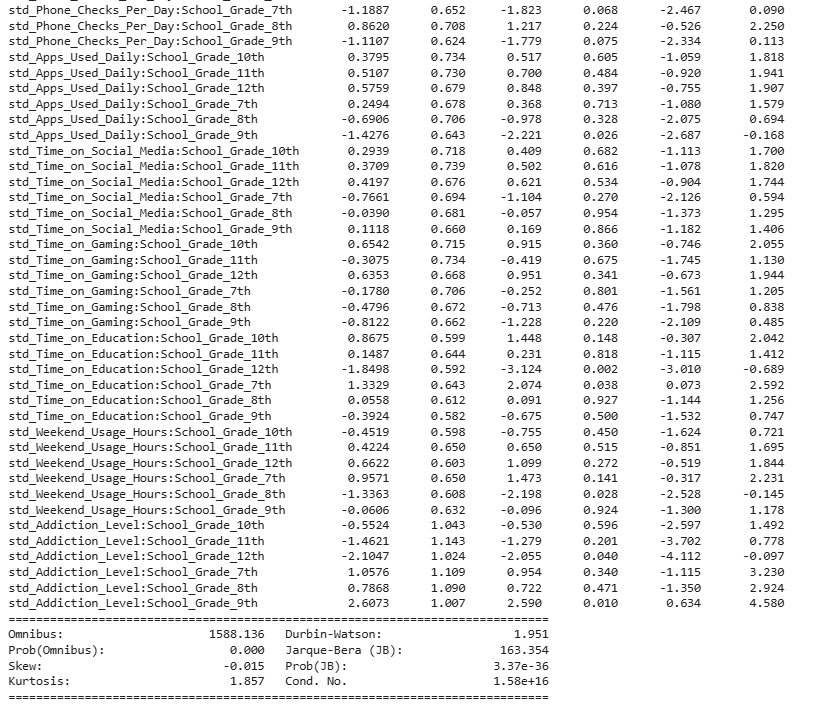 std_Phone_Checks_Per_Day:School_Grade_7th -1.1887 0.652 -1.823 0.068 -2.467 0.090
std_Phone_Checks_Per_Day:School_Grade_8th 0.8620 0.708 1.217 0.224 -0.526 2.250
std_Phone_Checks_Per_Day:School_Grade_9th -1.1107 0.624 -1.779 0.075 -2.334 0.113
std_Apps_Used_Daily:School_Grade_10th 0.3795 0.734 0.517 0.605 -1.059 1.818
std_Apps_Used_Daily:School_Grade_11th 0.5107 0.730 0.700 0.484 -0.920 1.941
std_Apps_Used_Daily:School_Grade_12th 0.5759 0.679 0.848 0.397 -0.755 1.907
std_Apps_Used_Daily:School_Grade_7th 0.2494 0.678 0.368 0.713 -1.080 1.579
std_Apps_Used_Daily:School_Grade_8th -0.6906 0.706 -0.978 0.328 -2.075 0.694
std_Apps_Used_Daily:School_Grade_9th -1.4276 0.643 -2.221 0.026 -2.687 -0.168
std_Time_on_Social_Media:School_Grade_10th 0.2939 0.718 0.409 0.682 -1.113 1.700
std_Time_on_Social_Media:School_Grade_11th 0.3709 0.739 0.502 0.616 -1.078 1.820
std_Time_on_Social_Media:School_Grade_12th 0.4197 0.676 0.621 0.534 -0.904 1.744
std_Time_on_Social_Media:School_Grade_7th -0.7661 0.694 -1.104 0.270 -2.126 0.594
std_Time_on_Social_Media:School_Grade_8th -0.0390 0.681 -0.057 0.954 -1.373 1.295
std_Time_on_Social_Media:School_Grade_9th 0.1118 0.660 0.169 0.866 -1.182 1.406
std_Time_on_Gaming:School_Grade_10th 0.6542 0.715 0.915 0.360 -0.746 2.055
std_Time_on_Gaming:School_Grade_11th -0.3075 0.734 -0.419 0.675 -1.745 1.130
std_Time_on_Gaming:School_Grade_12th 0.6353 0.668 0.951 0.341 -0.673 1.944
std_Time_on_Gaming:School_Grade_7th -0.1780 0.706 -0.252 0.801 -1.561 1.205
std_Time_on_Gaming:School_Grade_8th -0.4796 0.672 -0.713 0.476 -1.798 0.838
std_Time_on_Gaming:School_Grade_9th -0.8122 0.662 -1.228 0.220 -2.109 0.485
std_Time_on_Education:School_Grade_10th 0.8675 0.599 1.448 0.148 -0.307 2.042
std_Time_on_Education:School_Grade_11th 0.1487 0.644 0.231 0.818 -1.115 1.412
std_Time_on_Education:School_Grade_12th -1.8498 0.592 -3.124 0.002 -3.010 -0.689
std_Time_on_Education:School_Grade_7th 1.3329 0.643 2.074 0.038 0.073 2.592
std_Time_on_Education:School_Grade_8th 0.0558 0.612 0.091 0.927 -1.144 1.256
std_Time_on_Education:School_Grade_9th -0.3924 0.582 -0.675 0.500 -1.532 0.747
std_Weekend_Usage_Hours:School_Grade_10th -0.4519 0.598 -0.755 0.450 -1.624 0.721
std_Weekend_Usage_Hours:School_Grade_11th 0.4224 0.650 0.650 0.515 -0.851 1.695
std_Weekend_Usage_Hours:School_Grade_12th 0.6622 0.603 1.099 0.272 -0.519 1.844
std_Weekend_Usage_Hours:School_Grade_7th 0.9571 0.650 1.473 0.141 -0.317 2.231
std_Weekend_Usage_Hours:School_Grade_8th -1.3363 0.608 -2.198 0.028 -2.528 -0.145
std_Weekend_Usage_Hours:School_Grade_9th -0.0606 0.632 -0.096 0.924 -1.300 1.178
std_Addiction_Level:School_Grade_10th -0.5524 1.043 -0.530 0.596 -2.597 1.492
std_Addiction_Level:School_Grade_11th -1.4621 1.143 -1.279 0.201 -3.702 0.778
std_Addiction_Level:School_Grade_12th -2.1047 1.024 -2.055 0.040 -4.112 -0.097
std_Addiction_Level:School_Grade_7th 1.0576 1.109 0.954 0.340 -1.115 3.230
std_Addiction_Level:School_Grade_8th 0.7868 1.090 0.722 0.471 -1.350 2.924
std_Addiction_Level:School_Grade_9th 2.6073 1.007 2.590 0.010 0.634 4.580
==============================================================================
Omnibus: 1588.136 Durbin-Watson: 1.951
Prob(Omnibus): 0.000 Jarque-Bera (JB): 163.354
Skew: -0.015 Prob(JB): 3.37e-36
Kurtosis: 1.857 Cond. No. 1.58e+16
==============================================================================